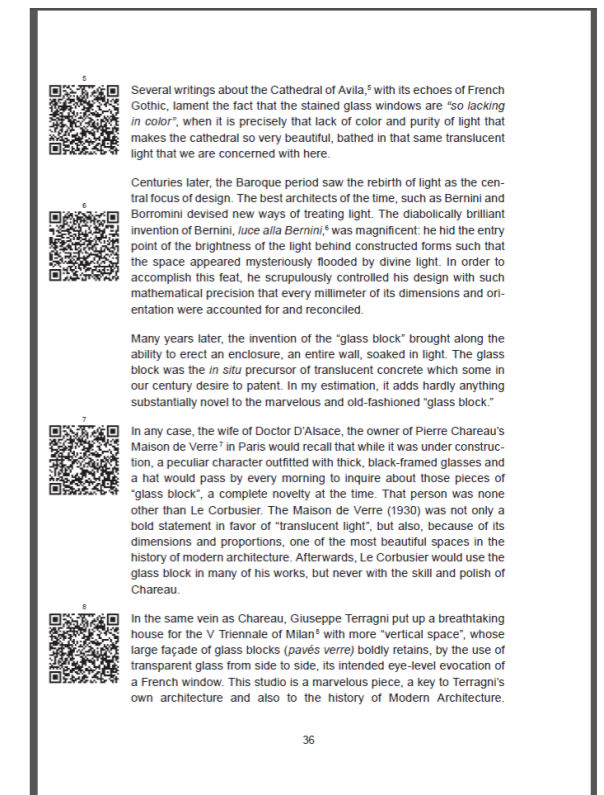 5
Several writings about the Cathedral of Avila,⁵ with its echoes of French
Gothic, lament the fact that the stained glass windows are “so lacking
in color”, when it is precisely that lack of color and purity of light that
makes the cathedral so very beautiful, bathed in that same translucent
light that we are concerned with here.
6
Centuries later, the Baroque period saw the rebirth of light as the cen-
tral focus of design. The best architects of the time, such as Bernini and
Borromini devised new ways of treating light. The diabolically brilliant
invention of Bernini, luce alla Bernini,⁶ was magnificent: he hid the entry
point of the brightness of the light behind constructed forms such that
the space appeared mysteriously flooded by divine light. In order to
accomplish this feat, he scrupulously controlled his design with such
mathematical precision that every millimeter of its dimensions and ori-
entation were accounted for and reconciled.
Many years later, the invention of the “glass block” brought along the
ability to erect an enclosure, an entire wall, soaked in light. The glass
block was the in situ precursor of translucent concrete which some in
our century desire to patent. In my estimation, it adds hardly anything
substantially novel to the marvelous and old-fashioned “glass block.”
7
In any case, the wife of Doctor D’Alsace, the owner of Pierre Chareau’s
Maison de Verre⁷ in Paris would recall that while it was under construc-
tion, a peculiar character outfitted with thick, black-framed glasses and
a hat would pass by every morning to inquire about those pieces of
“glass block”, a complete novelty at the time. That person was none
other than Le Corbusier. The Maison de Verre (1930) was not only a
bold statement in favor of “translucent light”, but also, because of its
dimensions and proportions, one of the most beautiful spaces in the
history of modern architecture. Afterwards, Le Corbusier would use the
glass block in many of his works, but never with the skill and polish of
Chareau.
8
In the same vein as Chareau, Giuseppe Terragni put up a breathtaking
house for the V Triennale of Milan⁸ with more “vertical space”, whose
large façade of glass blocks (pavés verre) boldly retains, by the use of
transparent glass from side to side, its intended eye-level evocation of
a French window. This studio is a marvelous piece, a key to Terragni’s
own architecture and also to the history of Modern Architecture.
36